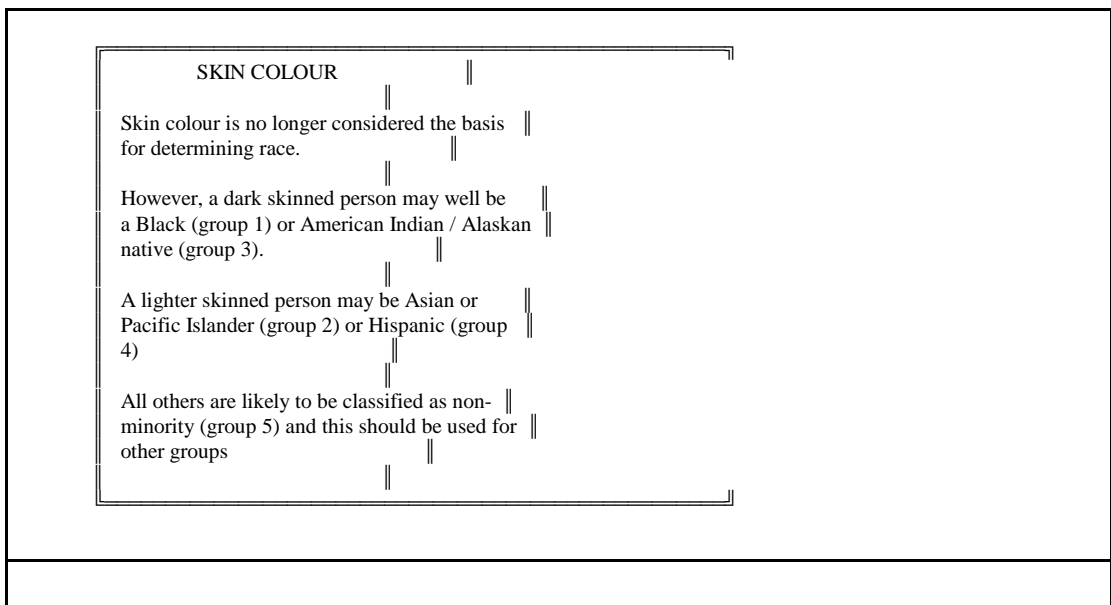 SKIN COLOUR
Skin colour is no longer considered the basis
for determining race.
However, a dark skinned person may well be
a Black (group 1) or American Indian / Alaskan
native (group 3).
A lighter skinned person may be Asian or
Pacific Islander (group 2) or Hispanic (group
4)
All others are likely to be classified as non-
minority (group 5) and this should be used for
other groups